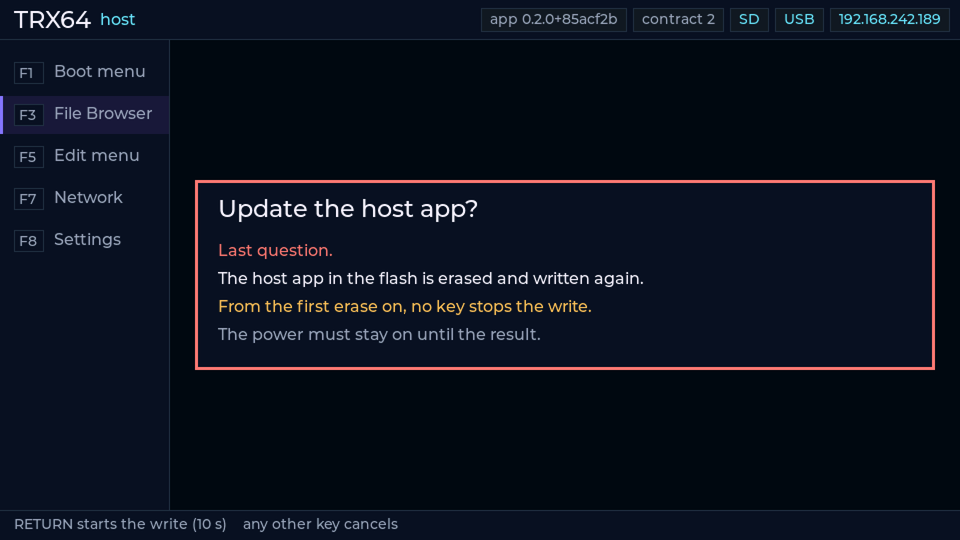 TRX64 host
app 0.2.0+85acf2b contract 2 SD USB 192.168.242.189
F1 Boot menu
F3 File Browser
F5 Edit menu
F7 Network
F8 Settings
Update the host app?
Last question.
The host app in the flash is erased and written again.
From the first erase on, no key stops the write.
The power must stay on until the result.
RETURN starts the write (10 s) any other key cancels